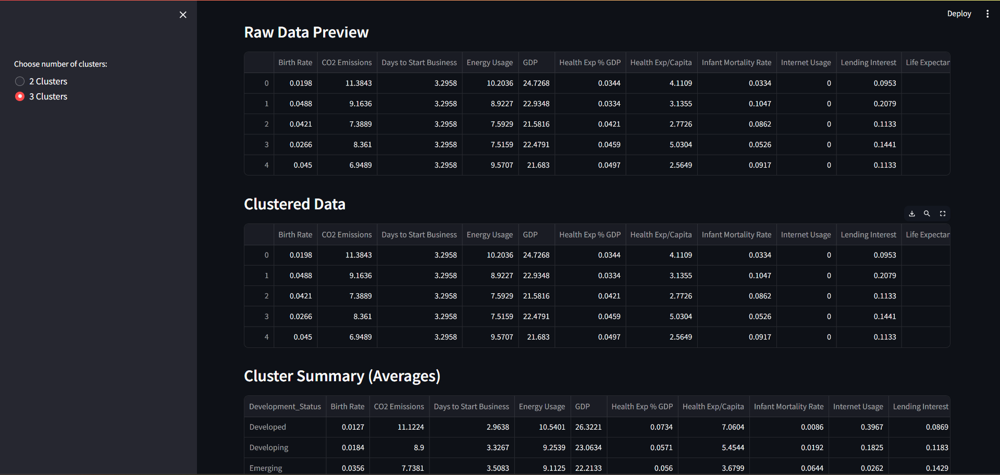 Deploy
Choose number of clusters:
2 Clusters
3 Clusters
Raw Data Preview
Birth Rate CO2 Emissions Days to Start Business Energy Usage GDP Health Exp % GDP Health Exp/Capita Infant Mortality Rate Internet Usage Lending Interest Life Expectan
0 0.0198 11.3843 3.2958 10.2036 24.7268 0.0344 4.1109 0.0334 0 0.0953
1 0.0488 9.1636 3.2958 8.9227 22.9348 0.0334 3.1355 0.1047 0 0.2079
2 0.0421 7.3889 3.2958 7.5929 21.5816 0.0421 2.7726 0.0862 0 0.1133
3 0.0266 8.361 3.2958 7.5159 22.4791 0.0459 5.0304 0.0526 0 0.1441
4 0.045 6.9489 3.2958 9.5707 21.683 0.0497 2.5649 0.0917 0 0.1133
Clustered Data
Birth Rate CO2 Emissions Days to Start Business Energy Usage GDP Health Exp % GDP Health Exp/Capita Infant Mortality Rate Internet Usage Lending Interest Life Expectan
0 0.0198 11.3843 3.2958 10.2036 24.7268 0.0344 4.1109 0.0334 0 0.0953
1 0.0488 9.1636 3.2958 8.9227 22.9348 0.0334 3.1355 0.1047 0 0.2079
2 0.0421 7.3889 3.2958 7.5929 21.5816 0.0421 2.7726 0.0862 0 0.1133
3 0.0266 8.361 3.2958 7.5159 22.4791 0.0459 5.0304 0.0526 0 0.1441
4 0.045 6.9489 3.2958 9.5707 21.683 0.0497 2.5649 0.0917 0 0.1133
Cluster Summary (Averages)
Development_Status Birth Rate CO2 Emissions Days to Start Business Energy Usage GDP Health Exp % GDP Health Exp/Capita Infant Mortality Rate Internet Usage Lending Interest
Developed 0.0127 11.1224 2.9638 10.5401 26.3221 0.0734 7.0604 0.0086 0.3967 0.0869
Developing 0.0184 8.9 3.3267 9.2539 23.0634 0.0571 5.4544 0.0192 0.1825 0.1183
Emerging 0.0356 7.7381 3.5083 9.1125 22.2133 0.056 3.6799 0.0644 0.0262 0.1429